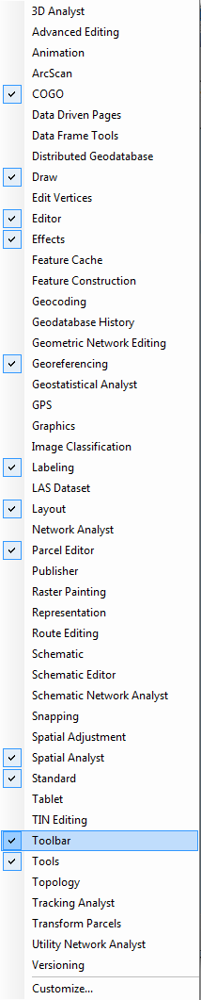 3D Analyst
Advanced Editing
Animation
ArcScan
COGO
Data Driven Pages
Data Frame Tools
Distributed Geodatabase
Draw
Edit Vertices
Editor
Effects
Feature Cache
Feature Construction
Geocoding
Geodatabase History
Geometric Network Editing
Georeferencing
Geostatistical Analyst
GPS
Graphics
Image Classification
Labeling
LAS Dataset
Layout
Network Analyst
Parcel Editor
Publisher
Raster Painting
Representation
Route Editing
Schematic
Schematic Editor
Schematic Network Analyst
Snapping
Spatial Adjustment
Spatial Analyst
Standard
Tablet
TIN Editing
Toolbar
Tools
Topology
Tracking Analyst
Transform Parcels
Utility Network Analyst
Versioning
Customize...